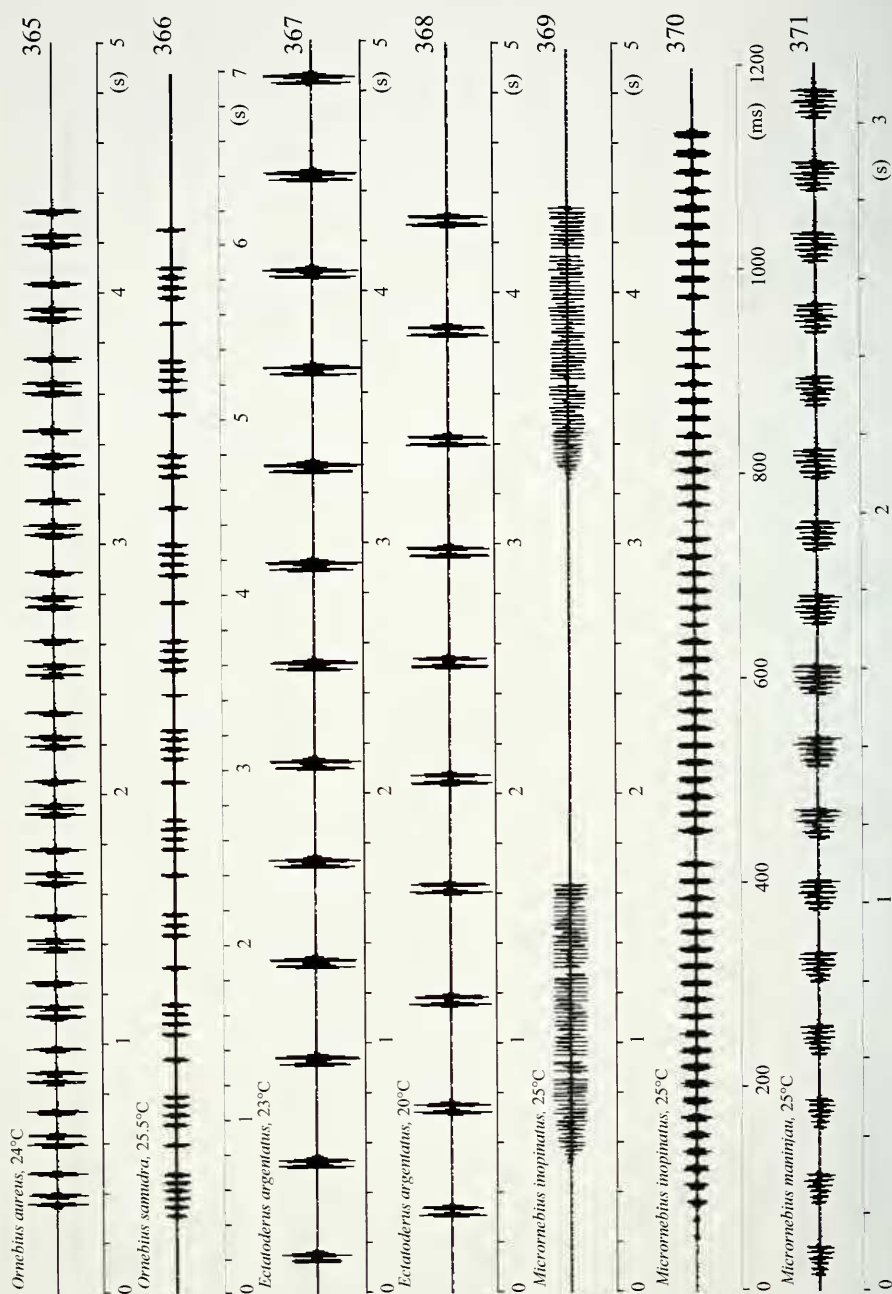 Ornebius aureus, 24°C 365
0 1 2 3 4 (s) 5
Ornebius samudra, 25.5°C 366
0 1 2 3 4 5 6 (s) 7
Ectatoderus argentatus, 23°C 367
0 1 2 3 4 (s) 5
Ectatoderus argentatus, 20°C 368
0 1 2 3 4 (s) 5
Micrornebius inopinatus, 25°C 369
0 1 2 3 4 (s) 5
Micrornebius inopinatus, 25°C 370
0 200 400 600 800 1000 (ms) 1200
Micrornebius maninjau, 25°C 371
0 1 2 (s) 3